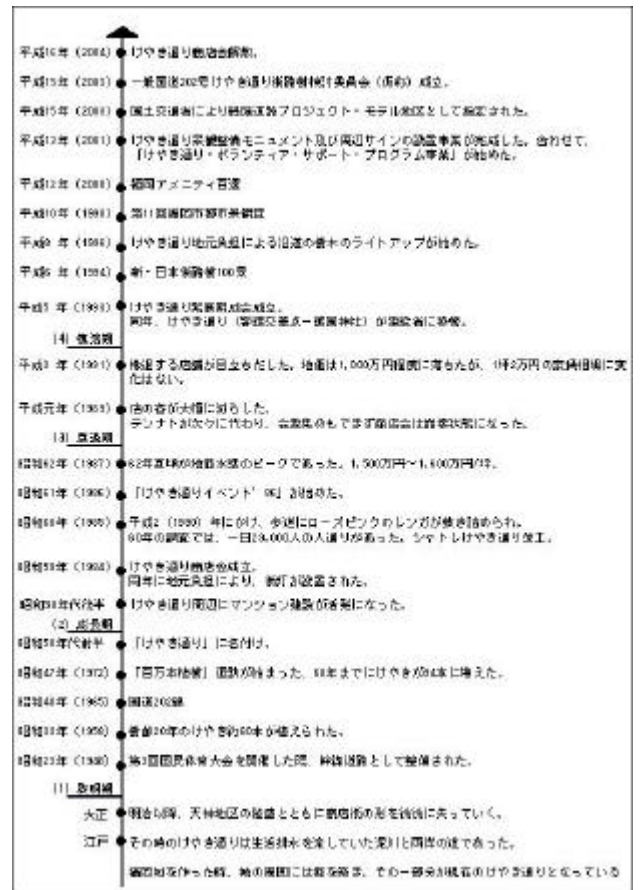 平成16年 (2004) けやき通り商店会解散。
平成15年 (2003) 一般国道202号けやき通り街路樹検討委員会 (仮称) 成立。
平成15年 (2003) 国土交通省により プロジェクト・モデル地区として指定された。
平成13年 (2001) けやき通り景観整備モニュメント及び周辺サインの設置事業が完成した。合わせて、
「けやき通り・ボランティア・サポート・プログラム事業」が始めた。
平成12年 (2000) 福岡アメニティ百選
平成10年 (1998) 第11回福岡市都市景観賞
平成8 年 (1996) けやき通り地元負担による沿道の樹木のライトアップが始めた。
平成6 年 (1994) 新・日本街路樹100景
平成5 年 (1993) けやき通り発展期成会成立。
同年、けやき通り (警固交差点ー護国神社) が
(4) 復活期
平成3 年 (1991) 撤退する店舗が目立ちだした。地価は1,000万円程度に落ちたが、1坪2万円の家賃相場に変
化はない。
平成元年 (1989) 店の客が大幅に減らした。
テンナトが次々に代わり、会費集めもできず商店会は崩壊状態になった。
(3) 衰退期
昭和62年 (1987) 62年夏頃が地価水準のピークであった。1,500万円〜1,600万円/坪。
昭和61年 (1986) 「けやき通りイベント' 86」が始めた。
昭和60年 (1985) 平成2 (1990) 年にかけ、歩道にローズピンクのレンガが敷き詰められ。
60年の調査では、一日23,000人の人通りがあった。シャトレけやき通り竣工。
昭和59年 (1984) けやき通り商店会成立。
同年に地元負担により、街灯が設置された。
昭和50年代後半 けやき通り周辺にマンション建設が活発になった。
(2) 成長期
昭和50年代前半 「けやき通り」に名付け。
昭和47年 (1972) 「百万本植樹」運動が始まった、 年までにけやきが94本に増えた。
昭和40年 (1965) 国道202線
昭和33年 (1958) 樹齢20年のけやき約60本が植えられた。
昭和23年 (1948) 第3回国民体育大会を開催した際、幹線道路として整備された。
(1) 啓明期
大正 明治以降、天神地区の隆盛とともに商店街の形を徐徐に失っていく。
江戸 その時のけやき通りは生活排水を流していた濠川と両岸の道であった。
福岡城を作った時、城の周囲には堀を築き、その一部分が現在のけやき通りとなっている